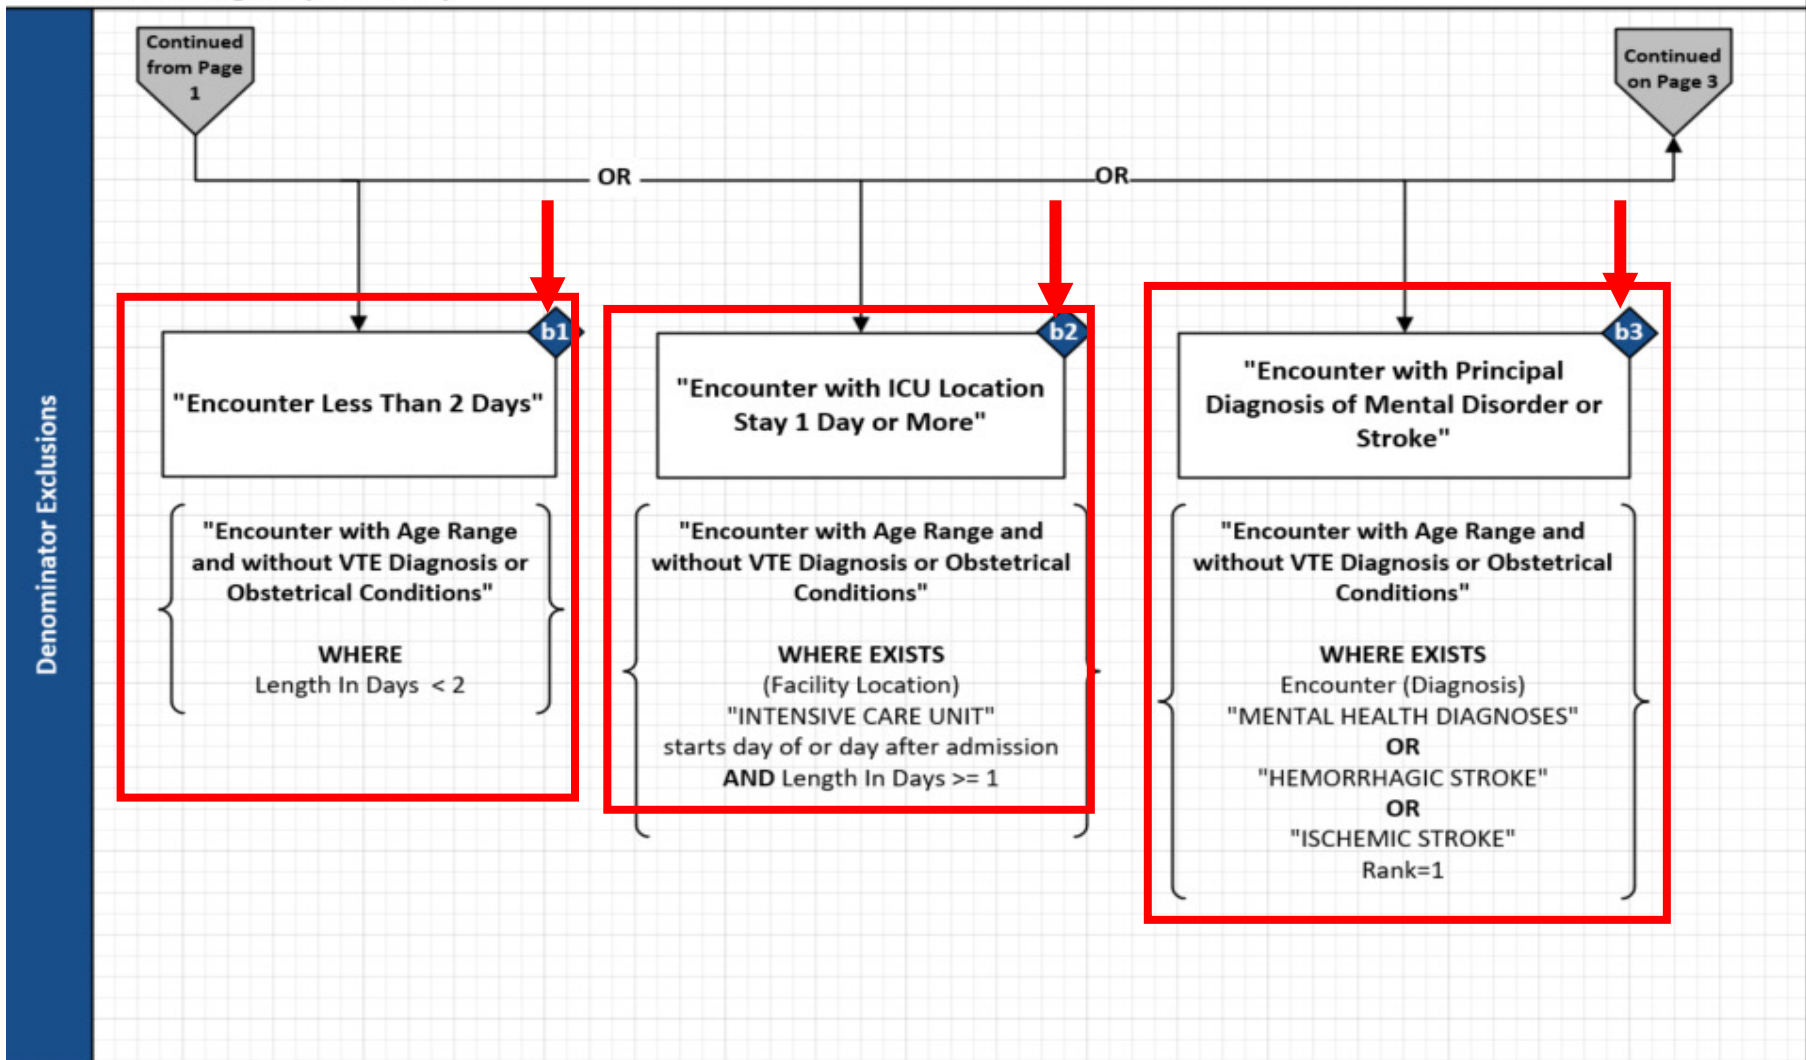 Continued
from Page
1
Continued
on Page 3
OR
OR
Denominator Exclusions
b1
"Encounter Less Than 2 Days"
"Encounter with Age Range
and without VTE Diagnosis or
Obstetrical Conditions"
WHERE
Length In Days < 2
b2
"Encounter with ICU Location
Stay 1 Day or More"
"Encounter with Age Range and
without VTE Diagnosis or Obstetrical
Conditions"
WHERE EXISTS
(Facility Location)
"INTENSIVE CARE UNIT"
starts day of or day after admission
AND Length In Days >= 1
b3
"Encounter with Principal
Diagnosis of Mental Disorder or
Stroke"
"Encounter with Age Range and
without VTE Diagnosis or Obstetrical
Conditions"
WHERE EXISTS
Encounter (Diagnosis)
"MENTAL HEALTH DIAGNOSES"
OR
"HEMORRHAGIC STROKE"
OR
"ISCHEMIC STROKE"
Rank=1